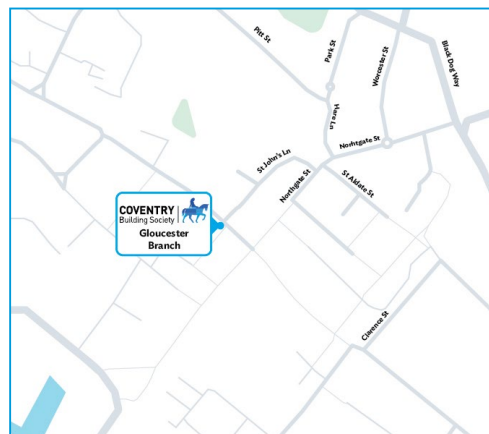 Pitt St
Park St
Worcester St
Black Dog Way
Hare Ln
Norhtgate St
St John's Ln
Northgate St
St Aldate St
COVENTRY
Building Society
Gloucester
Branch
Clarence St